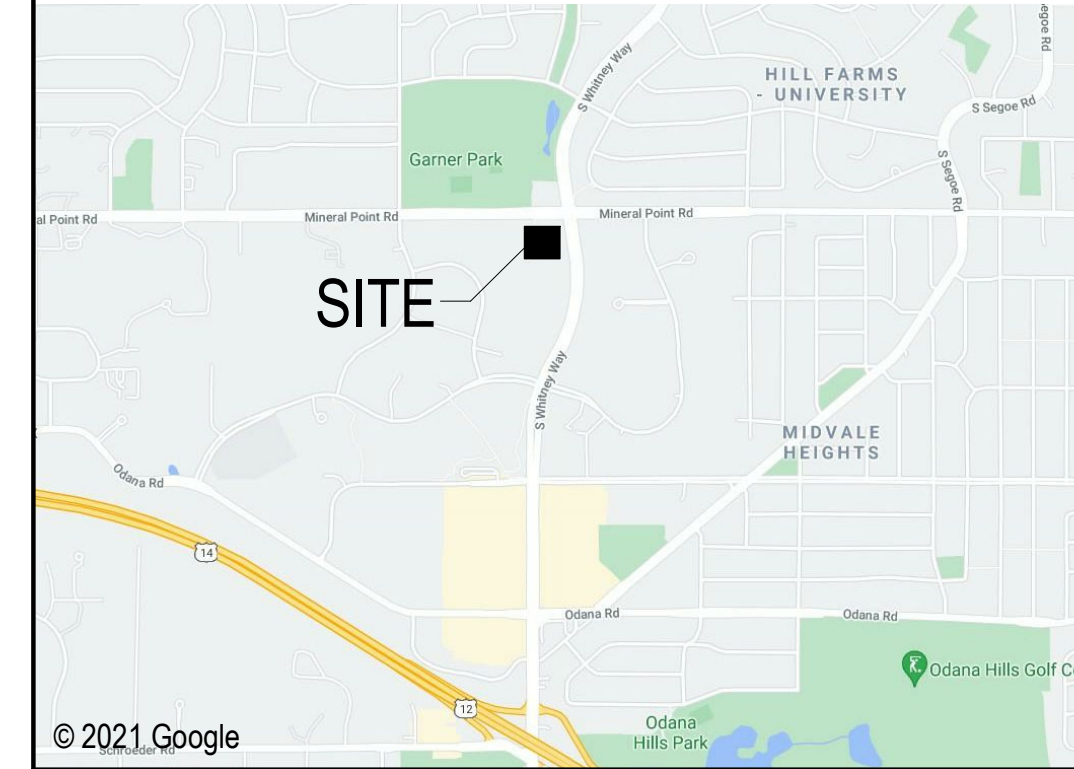 egoe Rd
S Whitney Way
HILL FARMS
- UNIVERSITY
S Segoe Rd
Garner Park
S Segoe Rd
al Point Rd
Mineral Point Rd
Mineral Point Rd
SITE
S Whitney Way
MIDVALE
HEIGHTS
Odana Rd
14
Odana Rd
Odana Rd
Odana Hills Golf C
12
Odana
Hills Park
© 2021 Google
Schroeder Rd